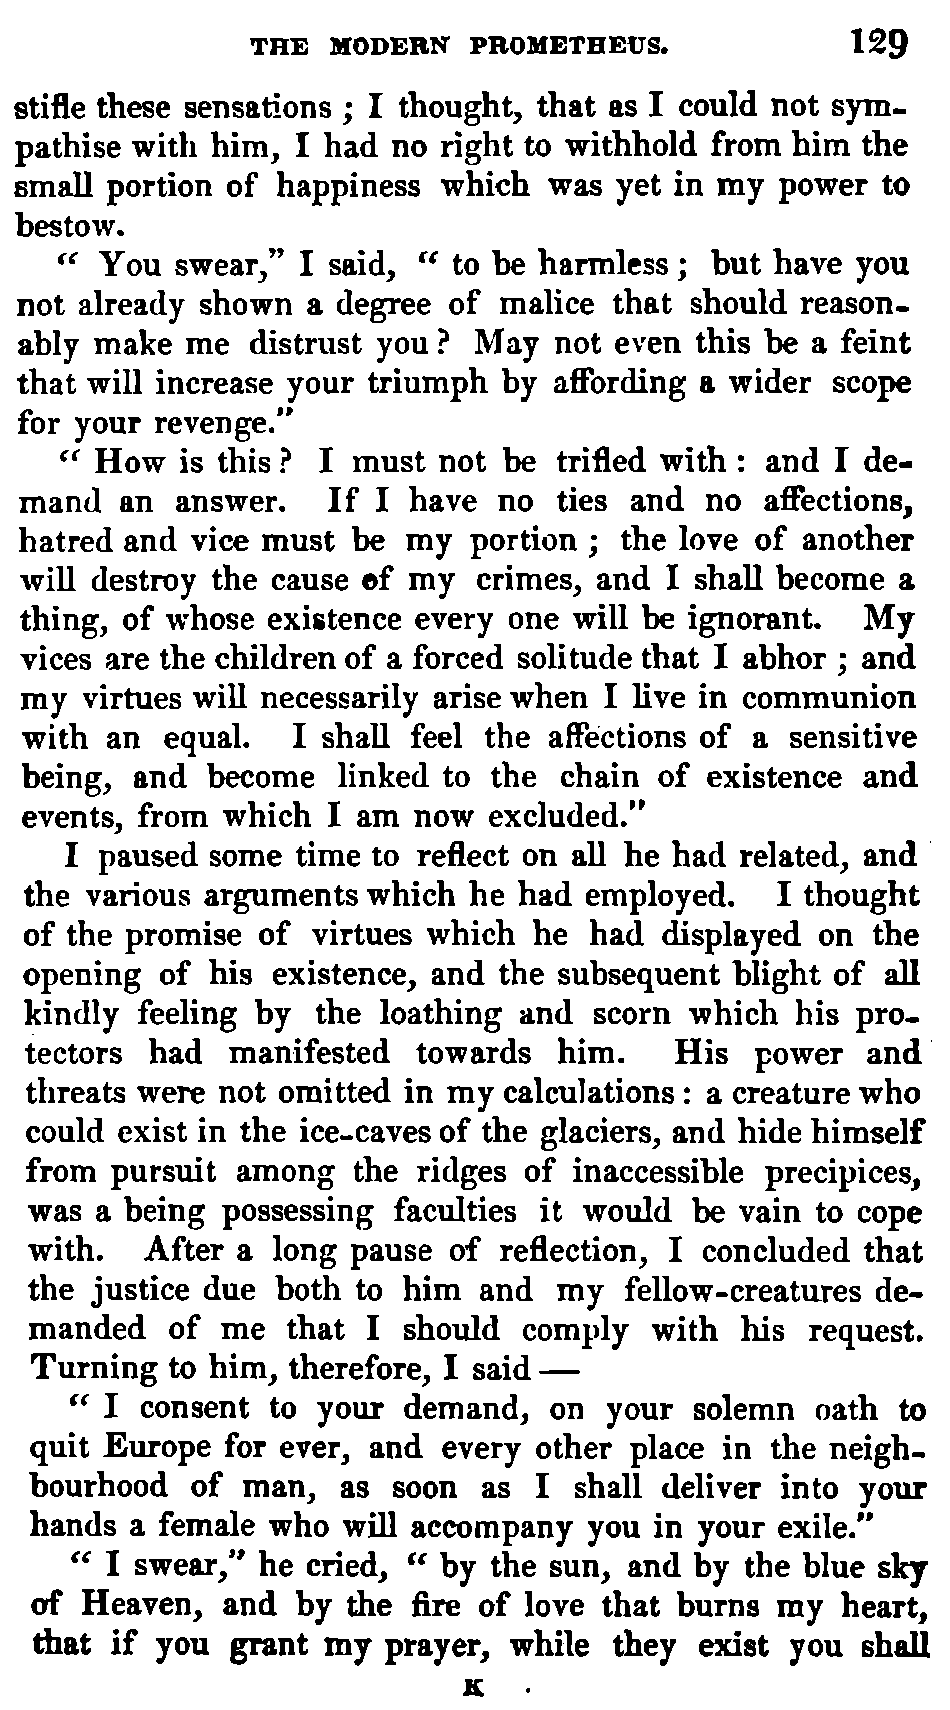 THE MODERN PROMETHEUS. 129
stifle these sensations ; I thought, that as I could not sym-
pathise with him, I had no right to withhold from him the
small portion of happiness which was yet in my power to
bestow.
“ You swear,” I said, “ to be harmless ; but have you
not already shown a degree of malice that should reason-
ably make me distrust you ? May not even this be a feint
that will increase your triumph by affording a wider scope
for your revenge.”
“ How is this ? I must not be trifled with : and I de-
mand an answer. If I have no ties and no affections,
hatred and vice must be my portion ; the love of another
will destroy the cause of my crimes, and I shall become a
thing, of whose existence every one will be ignorant. My
vices are the children of a forced solitude that I abhor ; and
my virtues will necessarily arise when I live in communion
with an equal. I shall feel the affections of a sensitive
being, and become linked to the chain of existence and
events, from which I am now excluded.”
I paused some time to reflect on all he had related, and
the various arguments which he had employed. I thought
of the promise of virtues which he had displayed on the
opening of his existence, and the subsequent blight of all
kindly feeling by the loathing and scorn which his pro-
tectors had manifested towards him. His power and
threats were not omitted in my calculations : a creature who
could exist in the ice-caves of the glaciers, and hide himself
from pursuit among the ridges of inaccessible precipices,
was a being possessing faculties it would be vain to cope
with. After a long pause of reflection, I concluded that
the justice due both to him and my fellow-creatures de-
manded of me that I should comply with his request.
Turning to him, therefore, I said —
“ I consent to your demand, on your solemn oath to
quit Europe for ever, and every other place in the neigh-
bourhood of man, as soon as I shall deliver into your
hands a female who will accompany you in your exile.”
“ I swear,” he cried, “ by the sun, and by the blue sky
of Heaven, and by the fire of love that burns my heart,
that if you grant my prayer, while they exist you shall
K